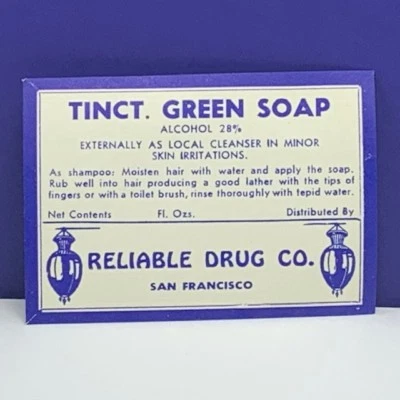 TINCT. GREEN SOAP
ALCOHOL 28%
EXTERNALLY AS LOCAL CLEANSER IN MINOR
SKIN IRRITATIONS.
As shampoo: Moisten hair with water and apply the soap.
Rub well into hair producing a good lather with the tips of
fingers or with a toilet brush, rinse thoroughly with tepid water.
Net Contents Fl. Ozs. Distributed By
RELIABLE DRUG CO.
SAN FRANCISCO